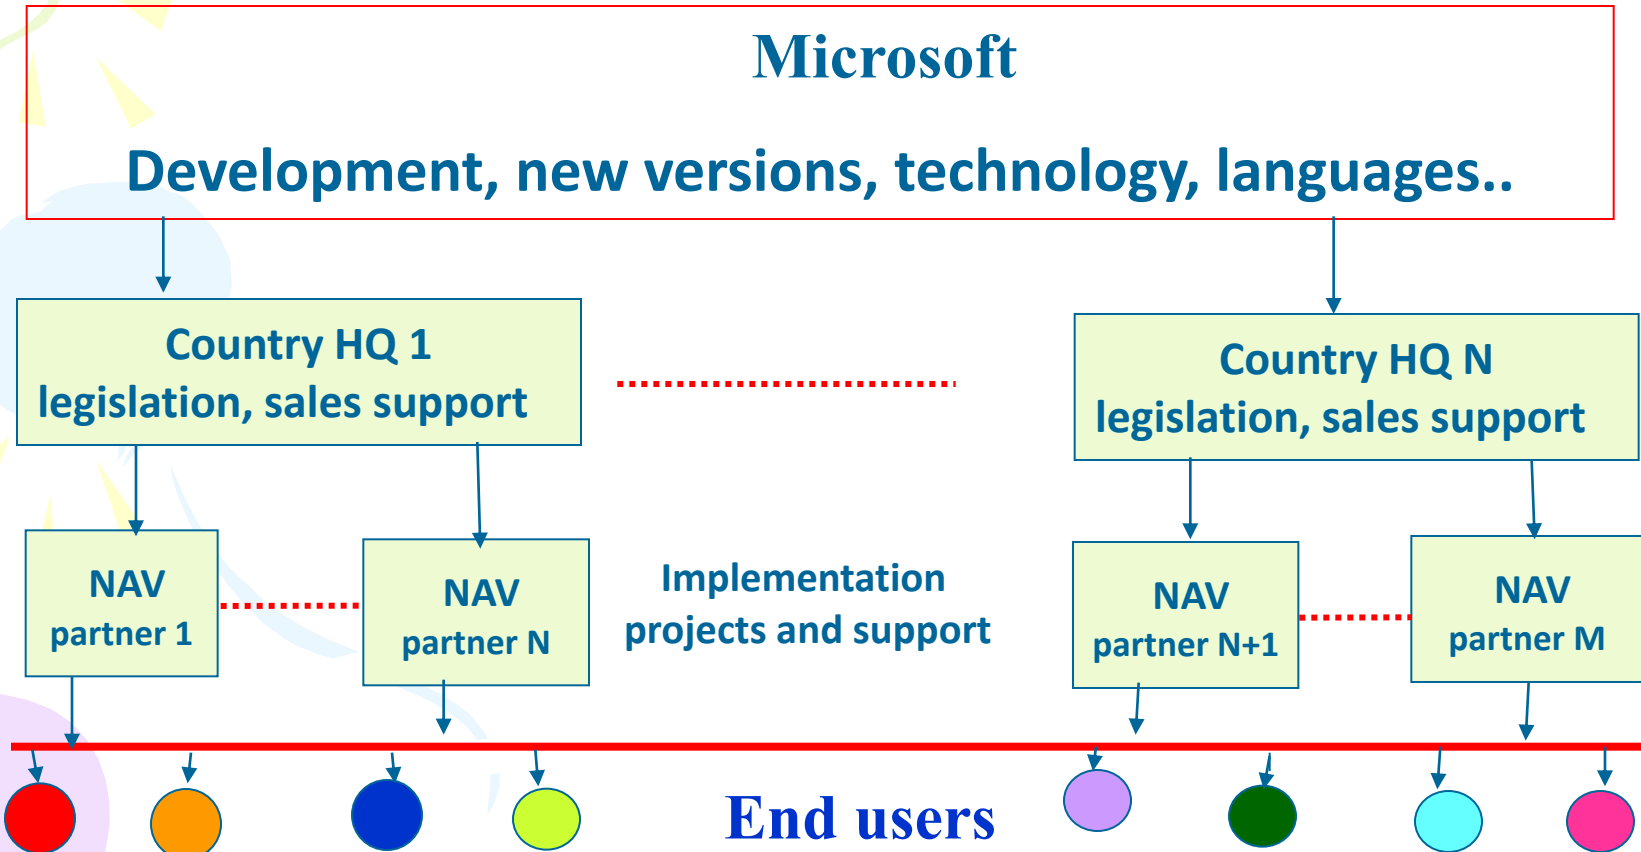 Microsoft
Development, new versions, technology, languages..
Country HQ 1
legislation, sales support
Country HQ N
legislation, sales support
NAV
partner 1
NAV
partner N
Implementation
projects and support
NAV
partner N+1
NAV
partner M
End users